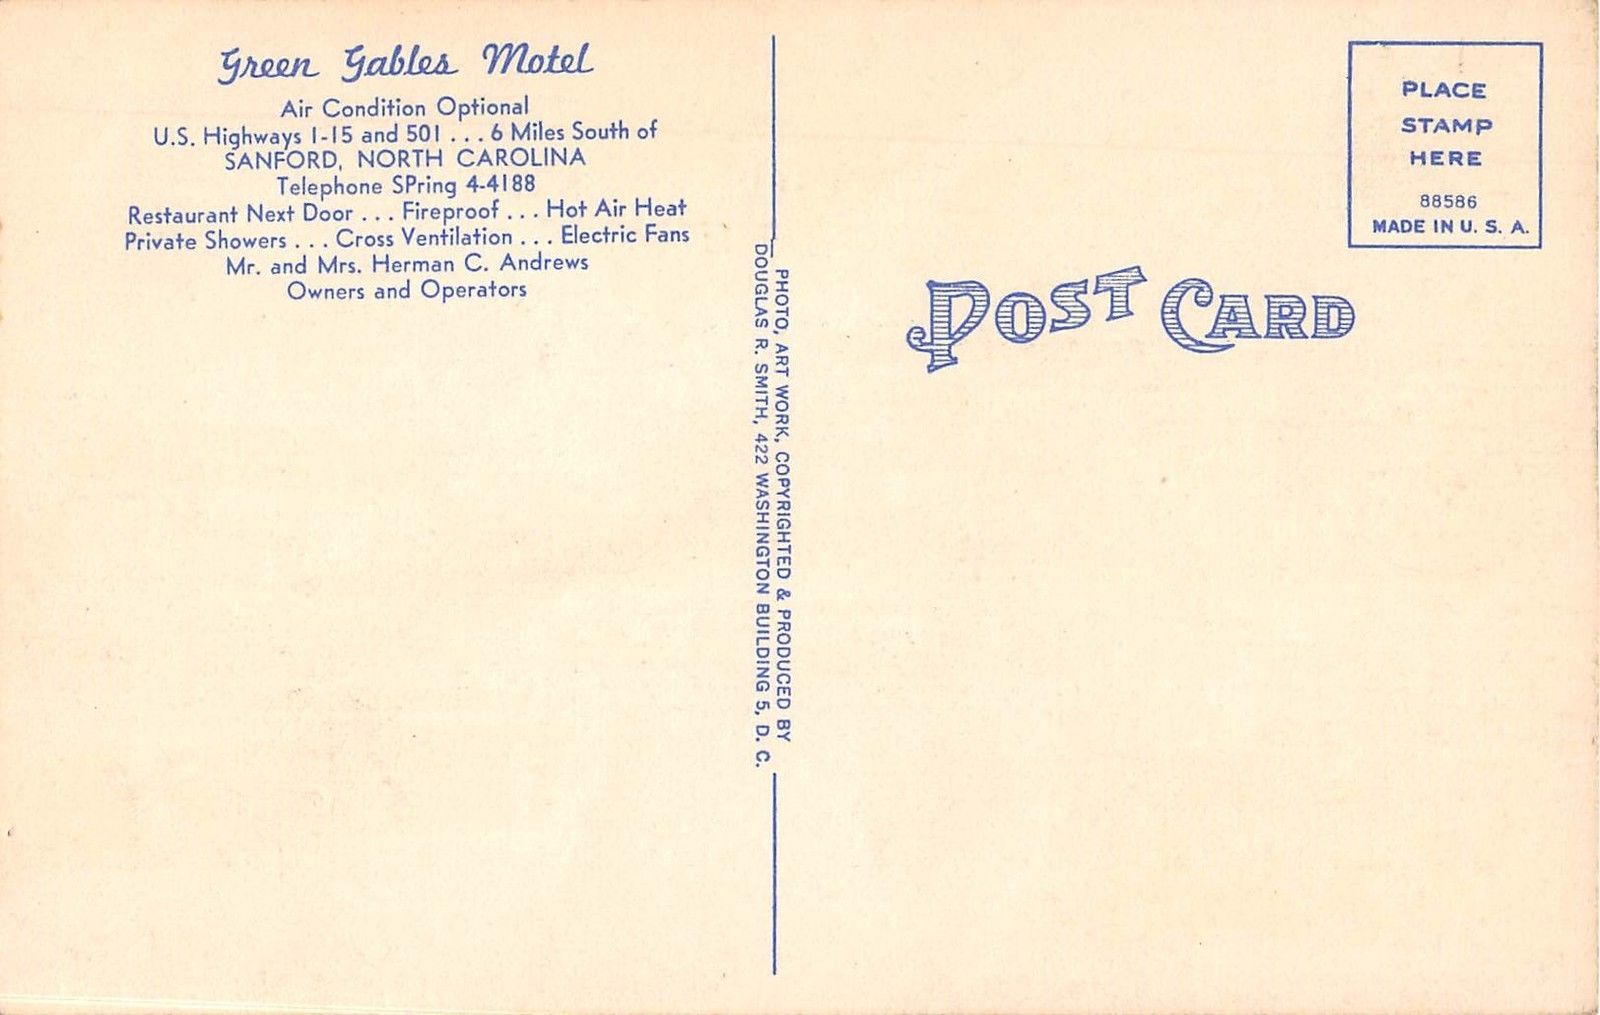 Green Gables Motel
Air Condition Optional
U.S. Highways 1-15 and 501 . . . 6 Miles South of
SANFORD, NORTH CAROLINA
Telephone SPring 4-4188
Restaurant Next Door . . . Fireproof . . . Hot Air Heat
Private Showers . . . Cross Ventilation . . . Electric Fans
Mr. and Mrs. Herman C. Andrews
Owners and Operators
PHOTO, ART WORK, COPYRIGHTED & PRODUCED BY
DOUGLAS R. SMITH, 422 WASHINGTON BUILDING 5, D. C.
PLACE
STAMP
HERE
88586
MADE IN U. S. A.
POST CARD